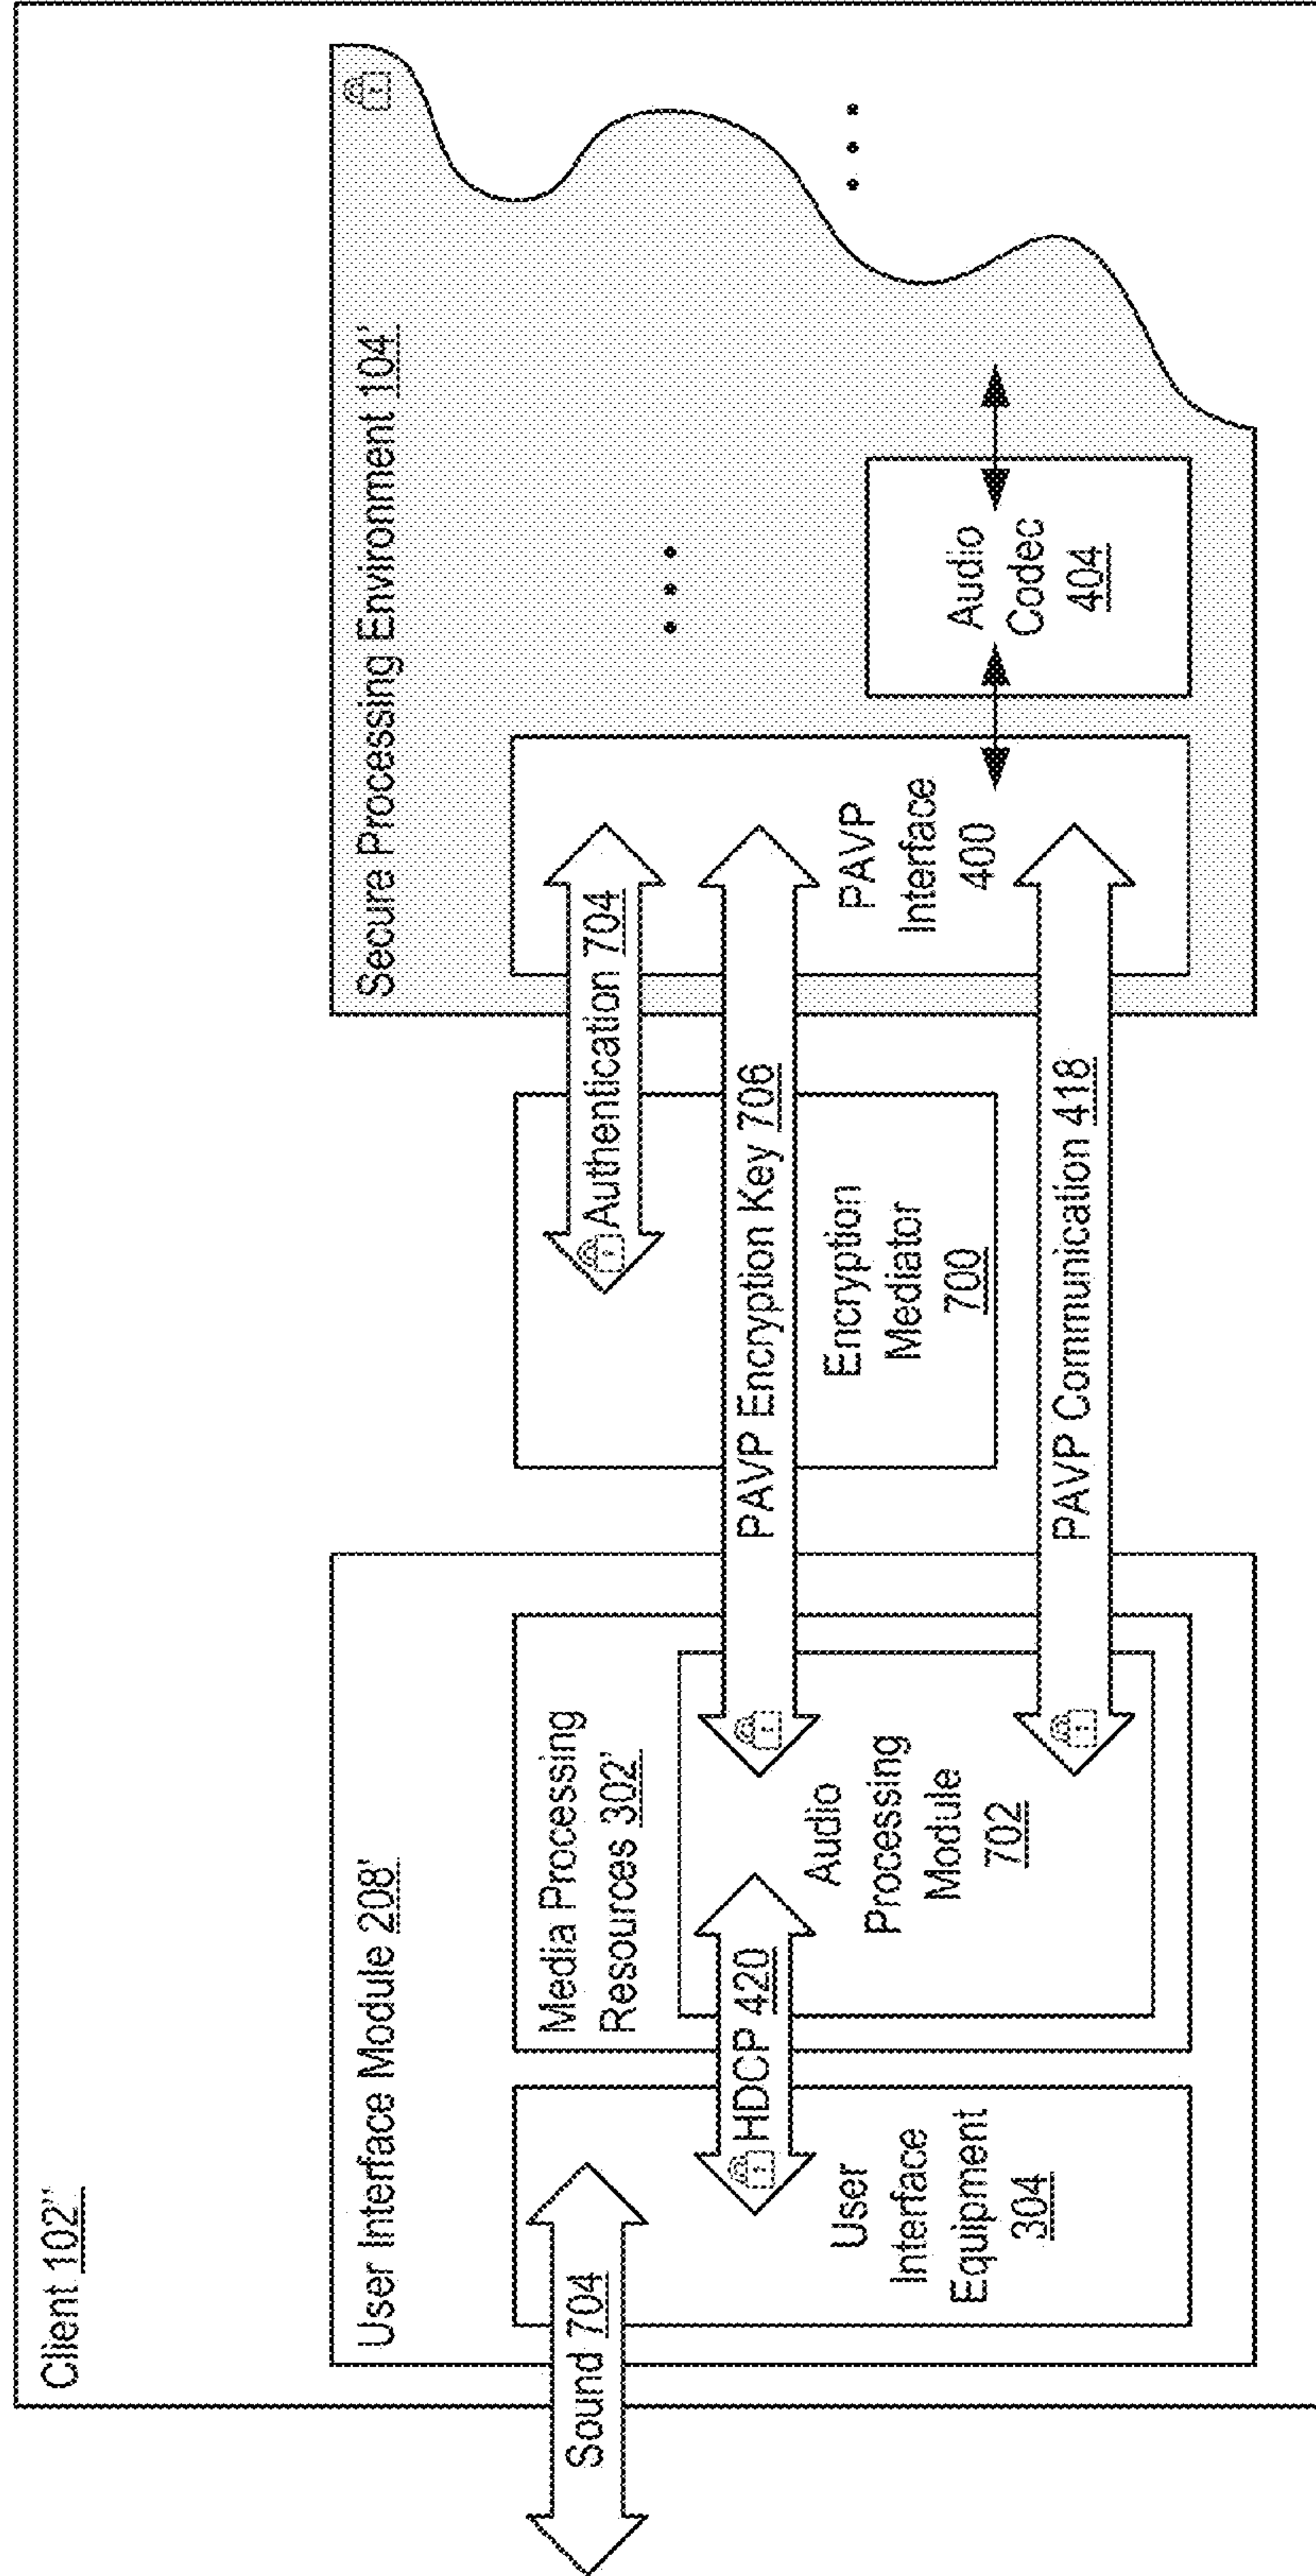 Client 102"
User Interface Module 208'
Sound 704
User
Interface
Equipment
304
HDCP 420
Media Processing
Resources 302'
Audio
Processing
Module
702
Encryption
Mediator
700
Authentication 704
PAVP Encryption Key 706
PAVP Communication 418
Secure Processing Environment 104'
PAVP
Interface
400
Audio
Codec
404